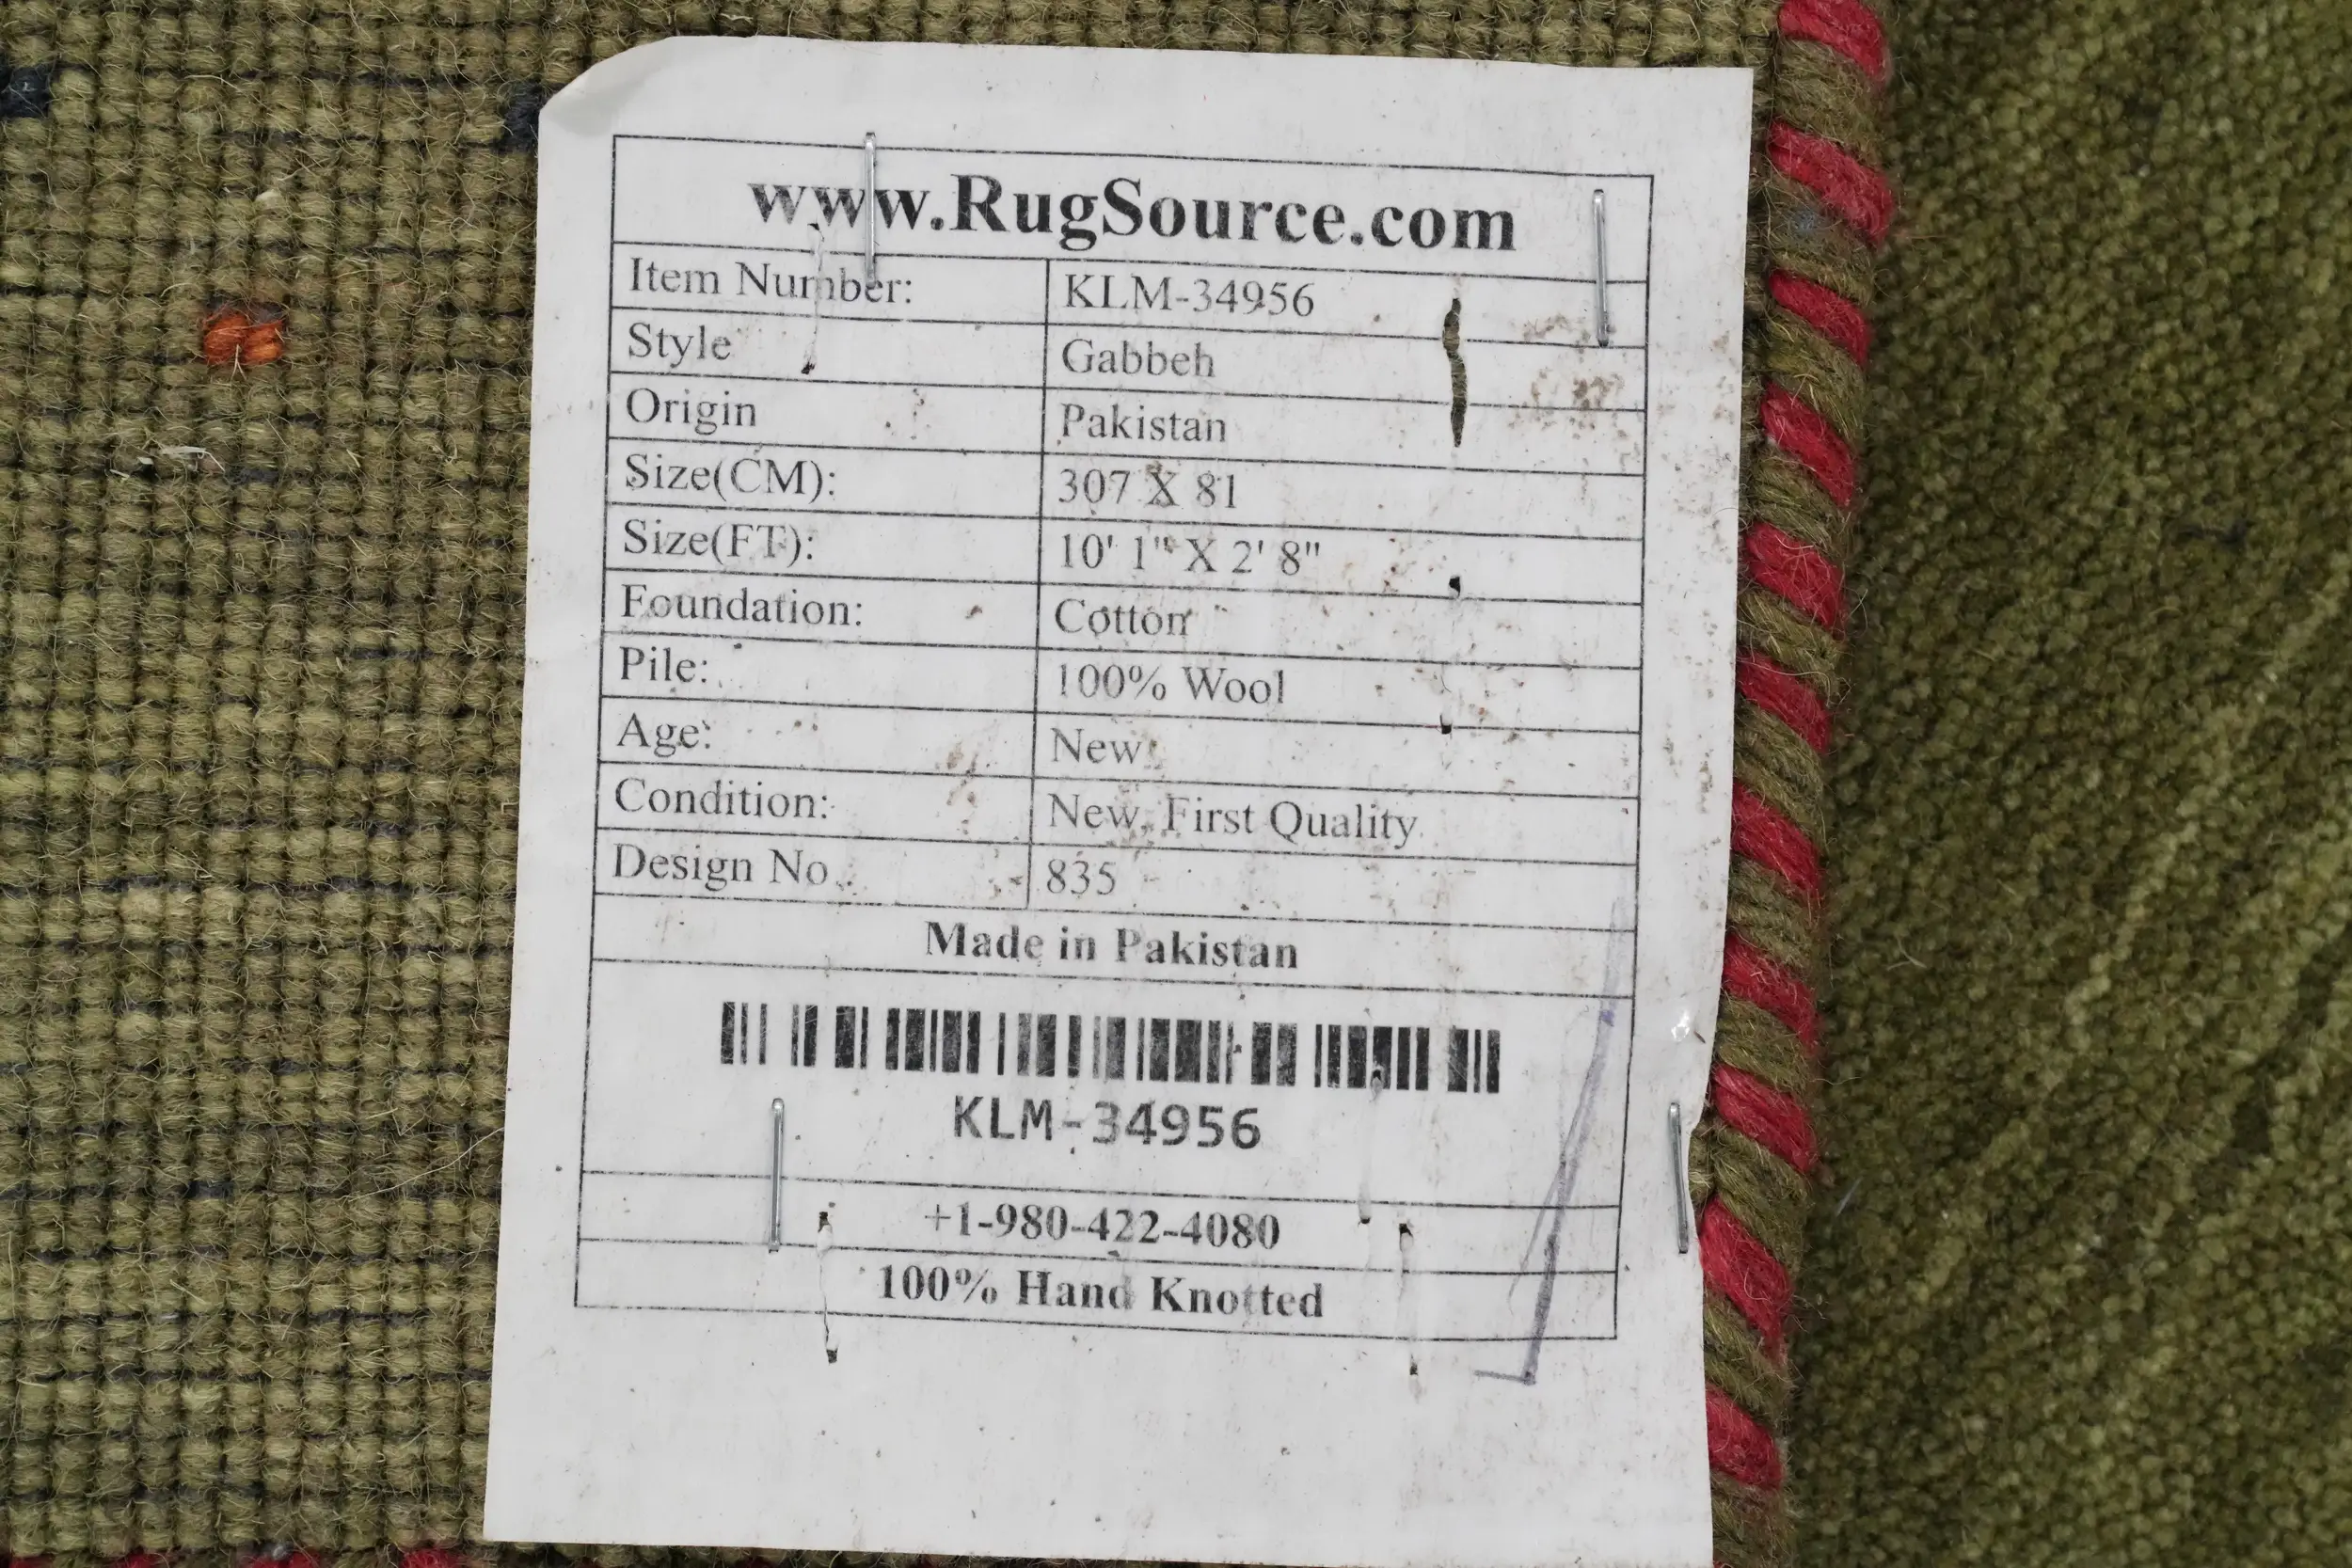 www.RugSource.com
Item Number: KLM-34956
Style Gabbeh
Origin Pakistan
Size(CM): 307 X 81
Size(FT): 10' 1" X 2' 8"
Foundation: Cotton
Pile: 100% Wool
Age: New
Condition: New, First Quality
Design No 835
Made in Pakistan
KLM-34956
+1-980-422-4080
100% Hand Knotted